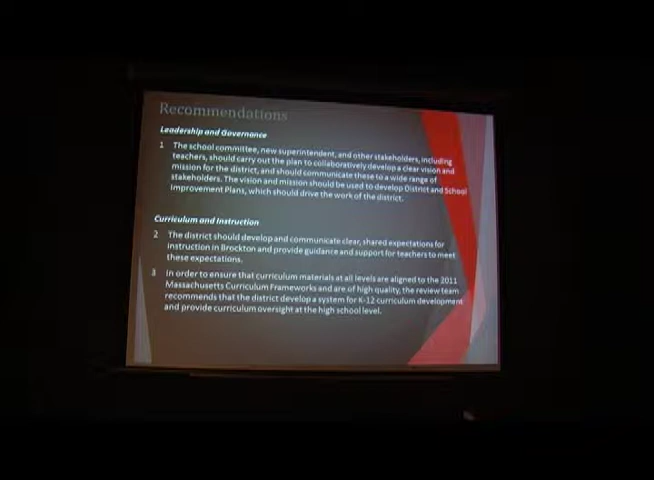 Recommendations
Leadership and Governance
1 The school committee, new superintendent, and other stakeholders, including
teachers, should carry out the plan to collaboratively develop a clear vision and
mission for the district, and should communicate these to a wide range of
stakeholders. The vision and mission should be used to develop District and School
Improvement Plans, which should drive the work of the district.
Curriculum and Instruction
2 The district should develop and communicate clear, shared expectations for
instruction in Brockton and provide guidance and support for teachers to meet
these expectations.
3 In order to ensure that curriculum materials at all levels are aligned to the 2011
Massachusetts Curriculum Frameworks and are of high quality, the review team
recommends that the district develop a system for K-12 curriculum development
and provide curriculum oversight at the high school level.